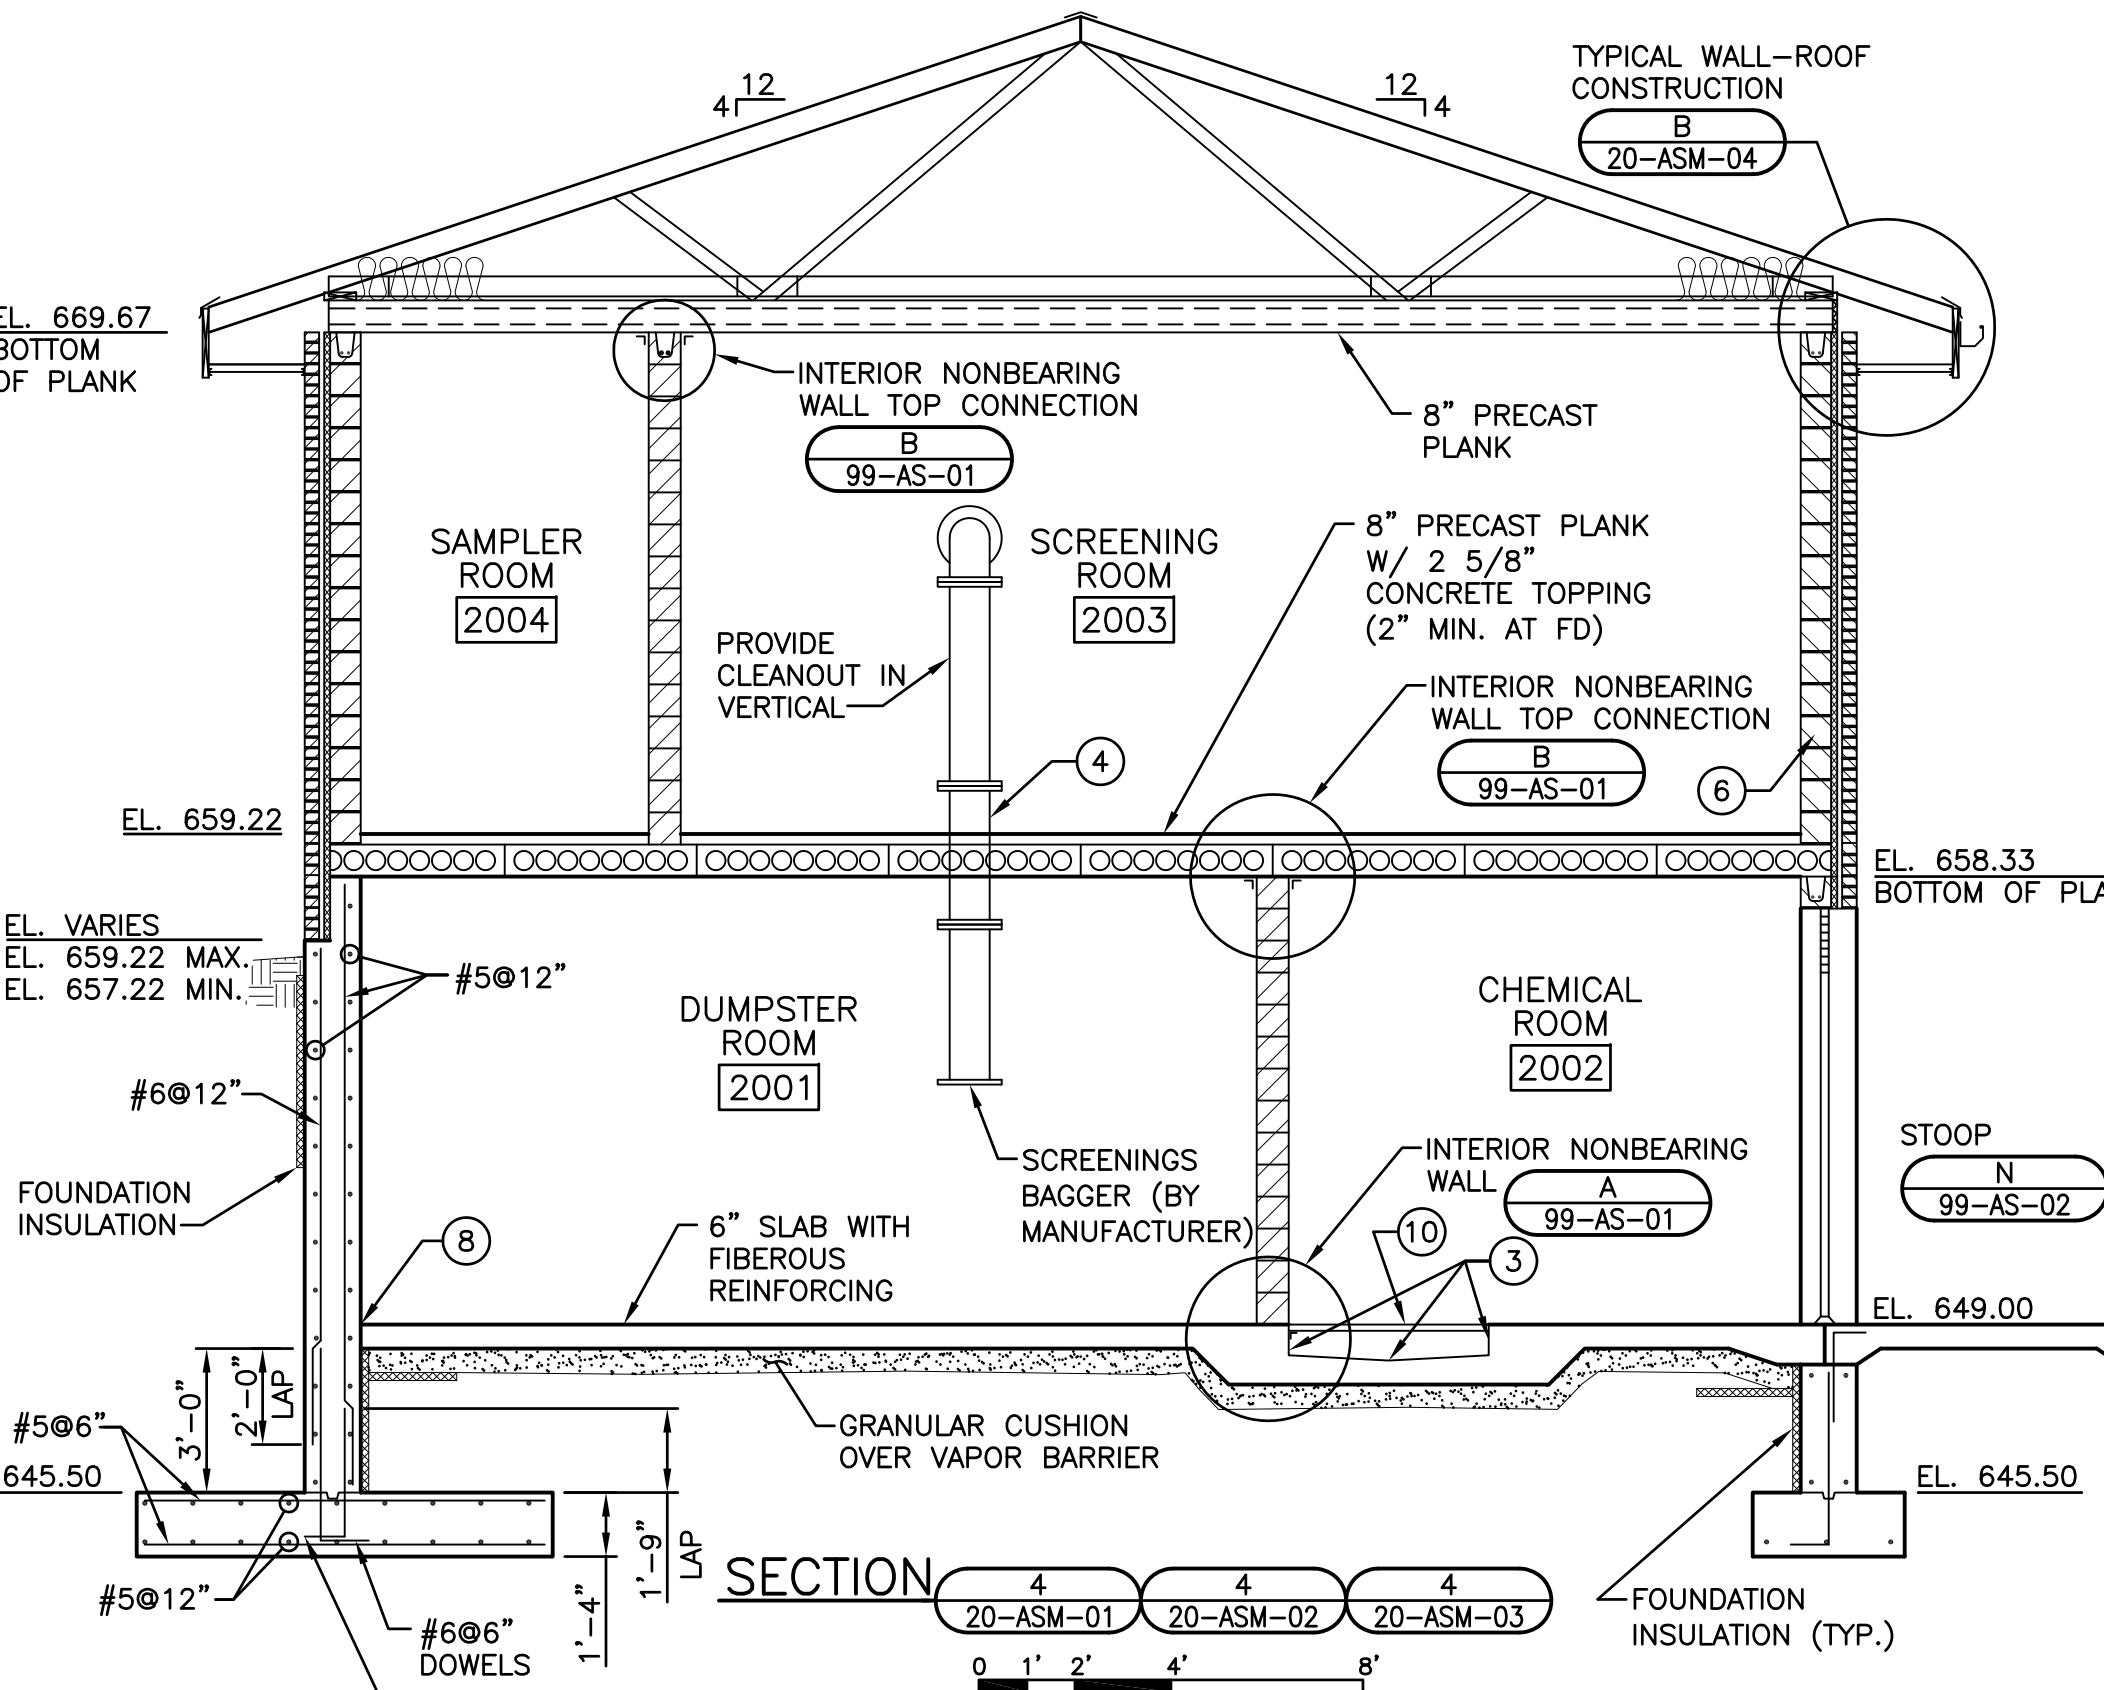 TYPICAL WALL-ROOF
CONSTRUCTION
B
20-ASM-04
12
4
12
4
EL. 669.67
BOTTOM
OF PLANK
INTERIOR NONBEARING
WALL TOP CONNECTION
B
99-AS-01
8” PRECAST
PLANK
SAMPLER
ROOM
2004
SCREENING
ROOM
2003
8” PRECAST PLANK
W/ 2 5/8”
CONCRETE TOPPING
(2” MIN. AT FD)
PROVIDE
CLEANOUT IN
VERTICAL
INTERIOR NONBEARING
WALL TOP CONNECTION
B
99-AS-01
4
6
EL. 659.22
EL. 658.33
BOTTOM OF PLA
EL. VARIES
EL. 659.22 MAX.
EL. 657.22 MIN.
#5@12”
DUMPSTER
ROOM
2001
CHEMICAL
ROOM
2002
#6@12”
STOOP
N
99-AS-02
INTERIOR NONBEARING
WALL
A
99-AS-01
SCREENINGS
BAGGER (BY
MANUFACTURER)
FOUNDATION
INSULATION
8
6” SLAB WITH
FIBEROUS
REINFORCING
10
3
EL. 649.00
3’-0”
2’-0”
LAP
#5@6”
GRANULAR CUSHION
OVER VAPOR BARRIER
645.50
EL. 645.50
1’-9”
LAP
1’-4”
#5@12”
#6@6”
DOWELS
SECTION
4
20-ASM-01
4
20-ASM-02
4
20-ASM-03
FOUNDATION
INSULATION (TYP.)
0 1’ 2’ 4’ 8’